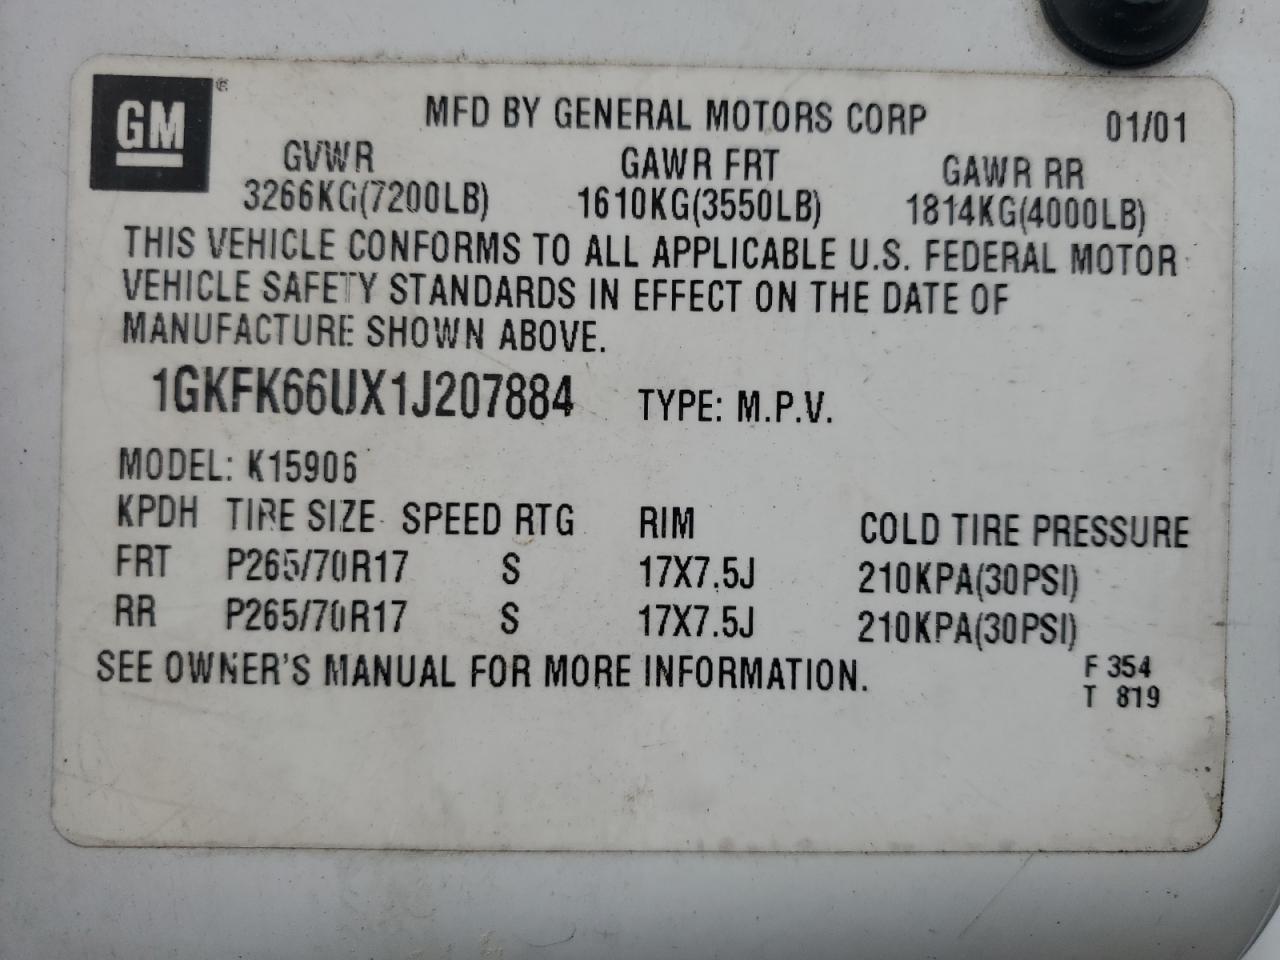 GM ®
MFD BY GENERAL MOTORS CORP 01/01
GVWR GAWR FRT GAWR RR
3266KG(7200LB) 1610KG(3550LB) 1814KG(4000LB)
THIS VEHICLE CONFORMS TO ALL APPLICABLE U.S. FEDERAL MOTOR
VEHICLE SAFETY STANDARDS IN EFFECT ON THE DATE OF
MANUFACTURE SHOWN ABOVE.
1GKFK66UX1J207884 TYPE: M.P.V.
MODEL: K15906
KPDH TIRE SIZE SPEED RTG RIM COLD TIRE PRESSURE
FRT P265/70R17 S 17X7.5J 210KPA(30PSI)
RR P265/70R17 S 17X7.5J 210KPA(30PSI)
SEE OWNER'S MANUAL FOR MORE INFORMATION.
F 354
T 819